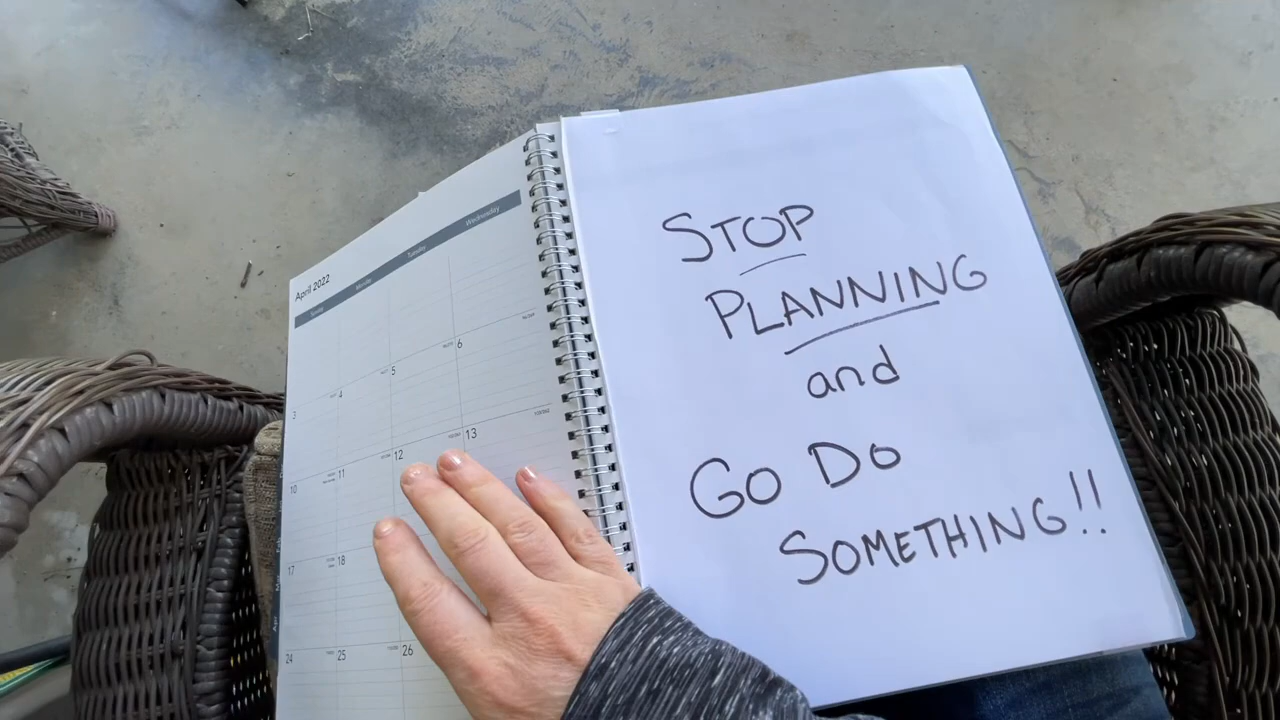 April 2022
Sunday Monday Tuesday Wednesday
3 4 5 6
10 11 12 13
17 18
24 25 26
STOP
PLANNING
and
GO DO
SOMETHING!!